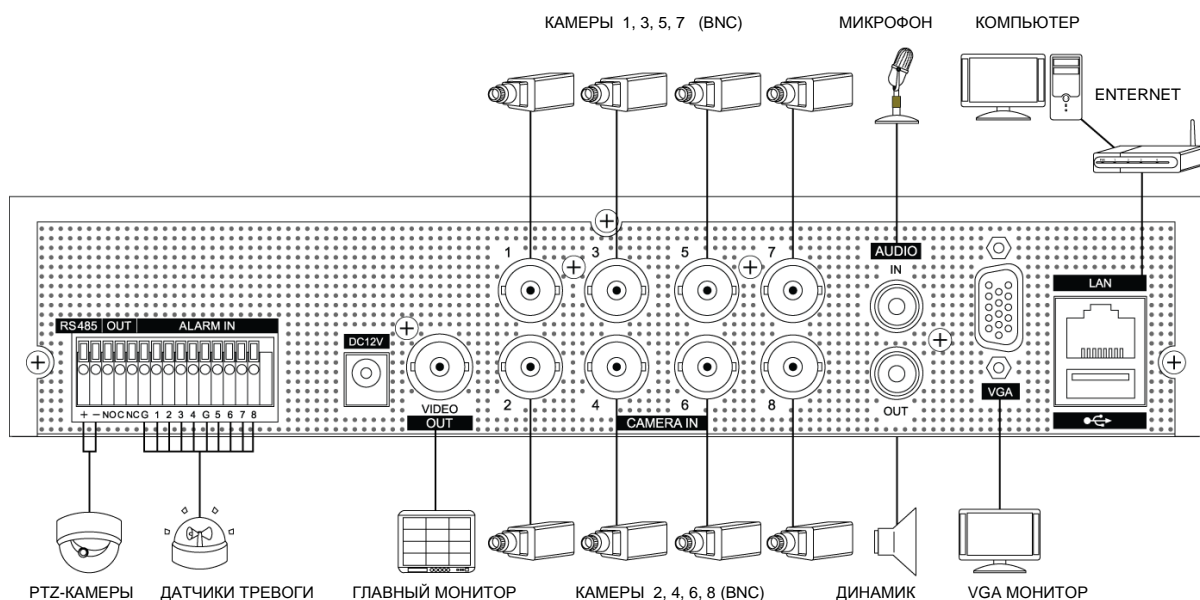 КАМЕРЫ 1, 3, 5, 7 (BNC)
МИКРОФОН
КОМПЬЮТЕР
ENTERNET
1
3
5
7
AUDIO
IN
LAN
RS485 OUT ALARM IN
DC12V
VIDEO
OUT
2
4
6
8
CAMERA IN
OUT
VGA
+ − NO C NC G 1 2 3 4 G 5 6 7 8
PTZ-КАМЕРЫ
ДАТЧИКИ ТРЕВОГИ
ГЛАВНЫЙ МОНИТОР
КАМЕРЫ 2, 4, 6, 8 (BNC)
ДИНАМИК
VGA МОНИТОР